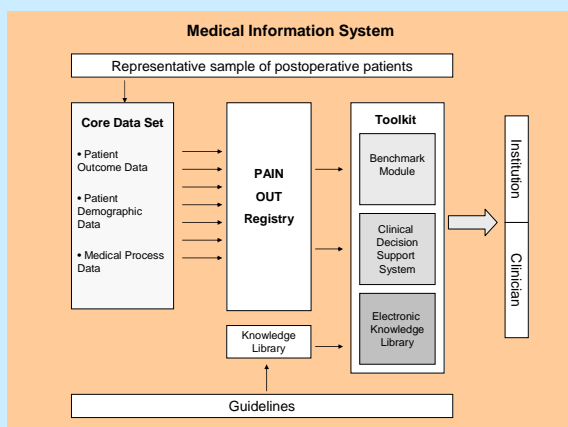 Medical Information System
Representative sample of postoperative patients
Core Data Set
• Patient
Outcome Data
• Patient
Demographic
Data
• Medical Process
Data
PAIN
OUT
Registry
Knowledge
Library
Toolkit
Benchmark
Module
Clinical
Decision
Support
System
Electronic
Knowledge
Library
Institution
Clinician
Guidelines